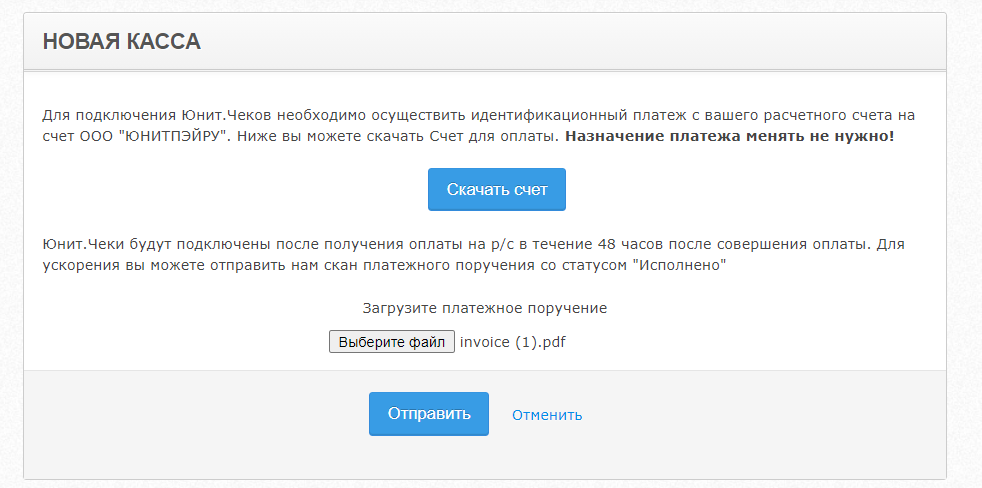 НОВАЯ КАССА
Для подключения Юнит.Чеков необходимо осуществить идентификационный платеж с вашего расчетного счета на
счет ООО "ЮНИТПЭЙРУ". Ниже вы можете скачать Счет для оплаты. Назначение платежа менять не нужно!
Скачать счет
Юнит.Чеки будут подключены после получения оплаты на р/с в течение 48 часов после совершения оплаты. Для
ускорения вы можете отправить нам скан платежного поручения со статусом "Исполнено"
Загрузите платежное поручение
Выберите файл invoice (1).pdf
Отправить Отменить